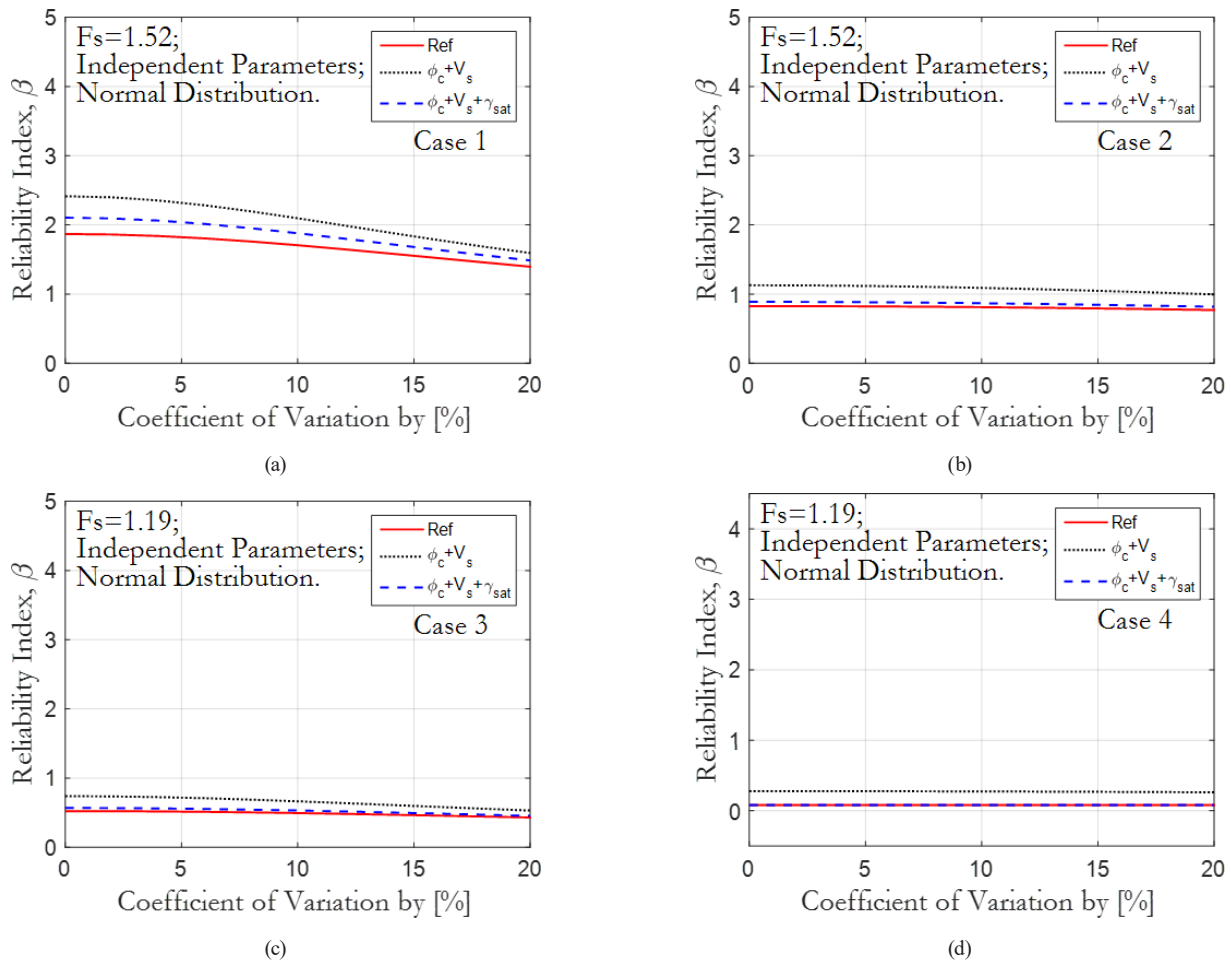 Fs=1.52;
Independent Parameters;
Normal Distribution.
Ref
ϕc+Vs
ϕc+Vs+γsat
Case 1
5
4
3
2
1
0
Reliability Index, β
0 5 10 15 20
Coefficient of Variation by [%]
(a)
Fs=1.52;
Independent Parameters;
Normal Distribution.
Ref
ϕc+Vs
ϕc+Vs+γsat
Case 2
5
4
3
2
1
0
Reliability Index, β
0 5 10 15 20
Coefficient of Variation by [%]
(b)
Fs=1.19;
Independent Parameters;
Normal Distribution.
Ref
ϕc+Vs
ϕc+Vs+γsat
Case 3
5
4
3
2
1
0
Reliability Index, β
0 5 10 15 20
Coefficient of Variation by [%]
(c)
Fs=1.19;
Independent Parameters;
Normal Distribution.
Ref
ϕc+Vs
ϕc+Vs+γsat
Case 4
4
3
2
1
0
Reliability Index, β
0 5 10 15 20
Coefficient of Variation by [%]
(d)